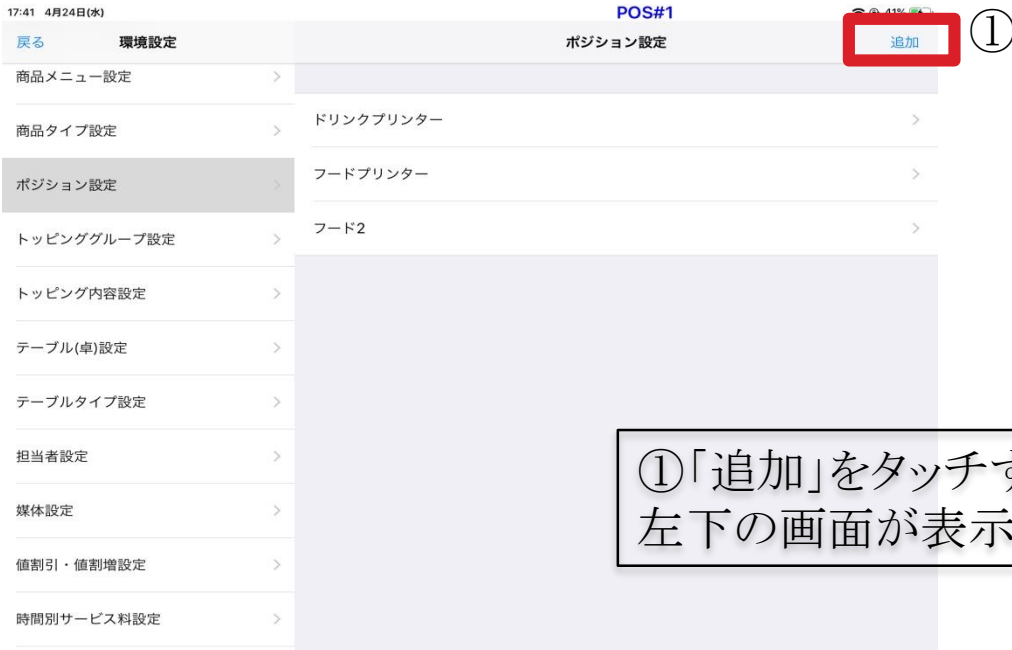 17:41 4月24日(水)
POS#1
41%
戻る
環境設定
ポジション設定
追加
①
商品メニュー設定
商品タイプ設定
ポジション設定
トッピンググループ設定
トッピング内容設定
テーブル(卓)設定
テーブルタイプ設定
担当者設定
媒体設定
値割引・値割増設定
時間別サービス料設定
ドリンクプリンター
フードプリンター
フード2
①「追加」をタッチす
左下の画面が表示